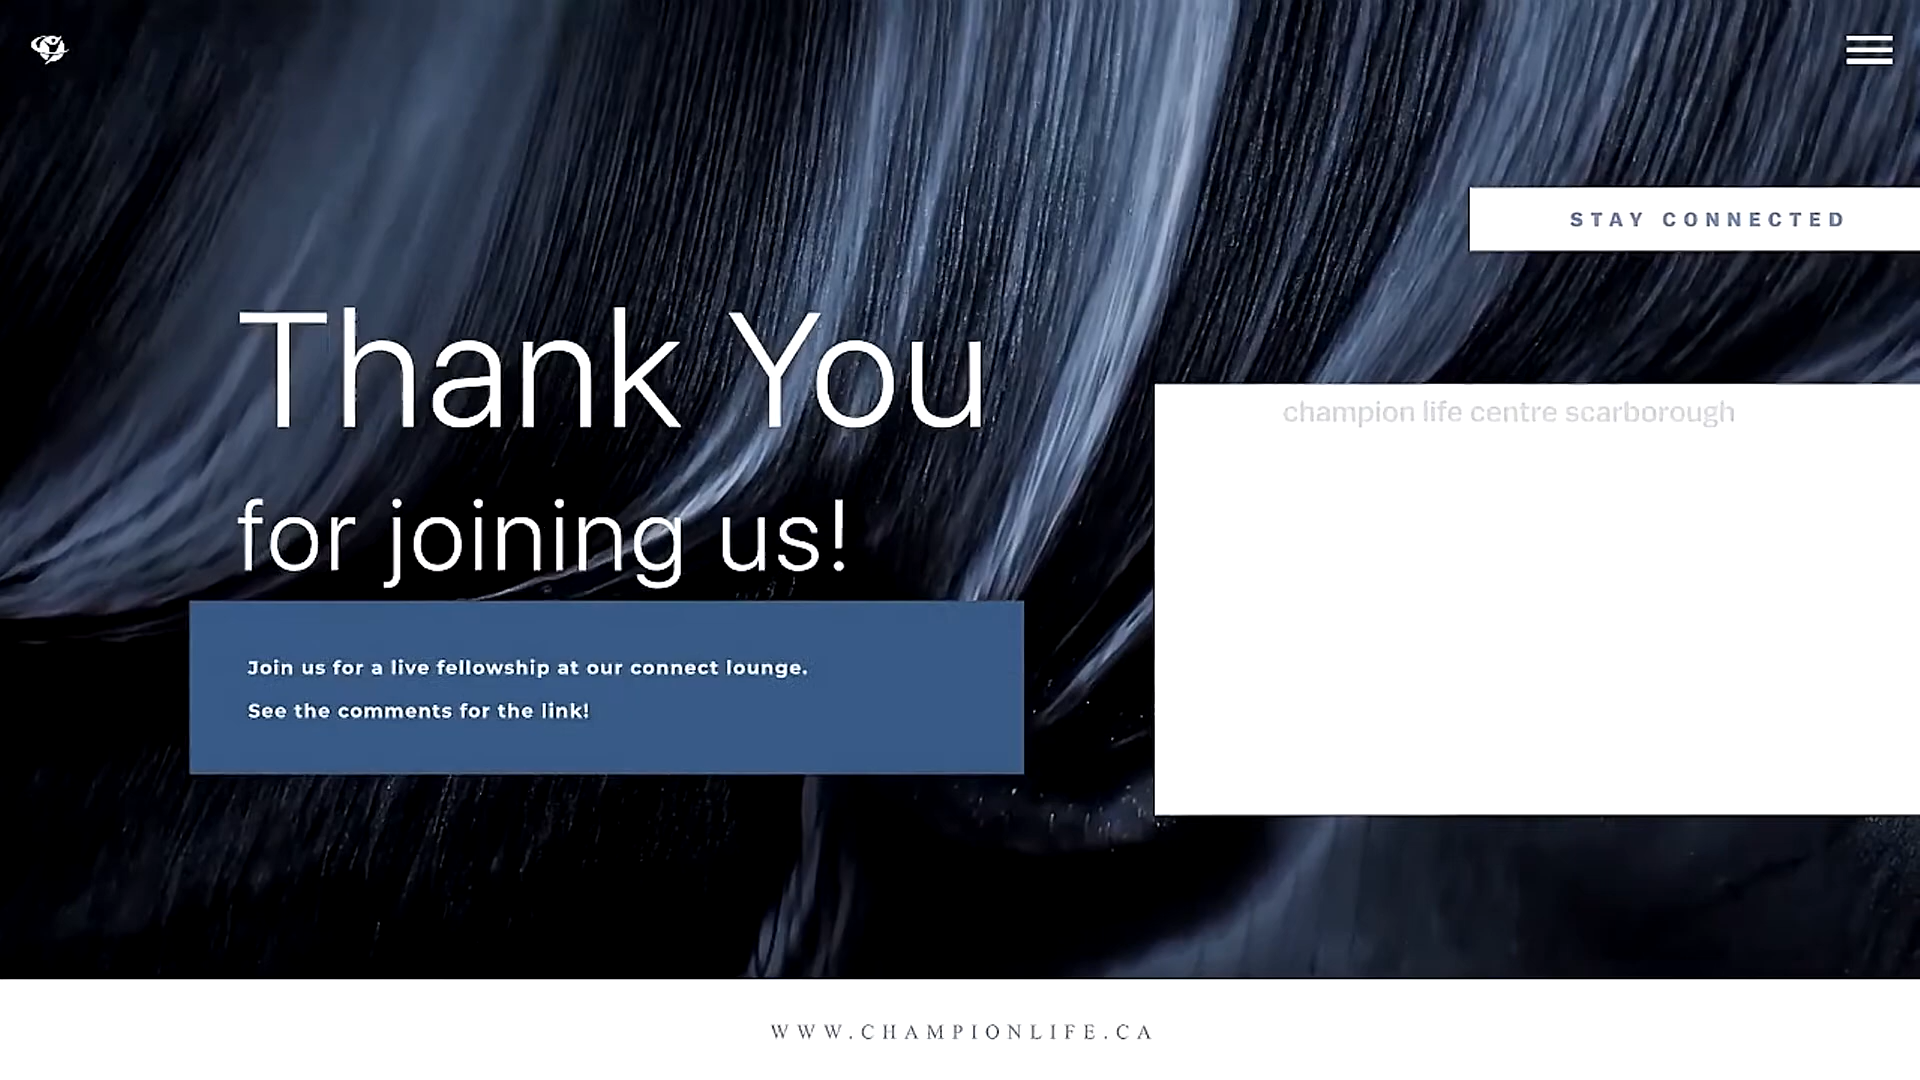 STAY CONNECTED
Thank You
for joining us!
champion life centre scarborough
Join us for a live fellowship at our connect lounge.
See the comments for the link!
WWW.CHAMPIONLIFE.CA